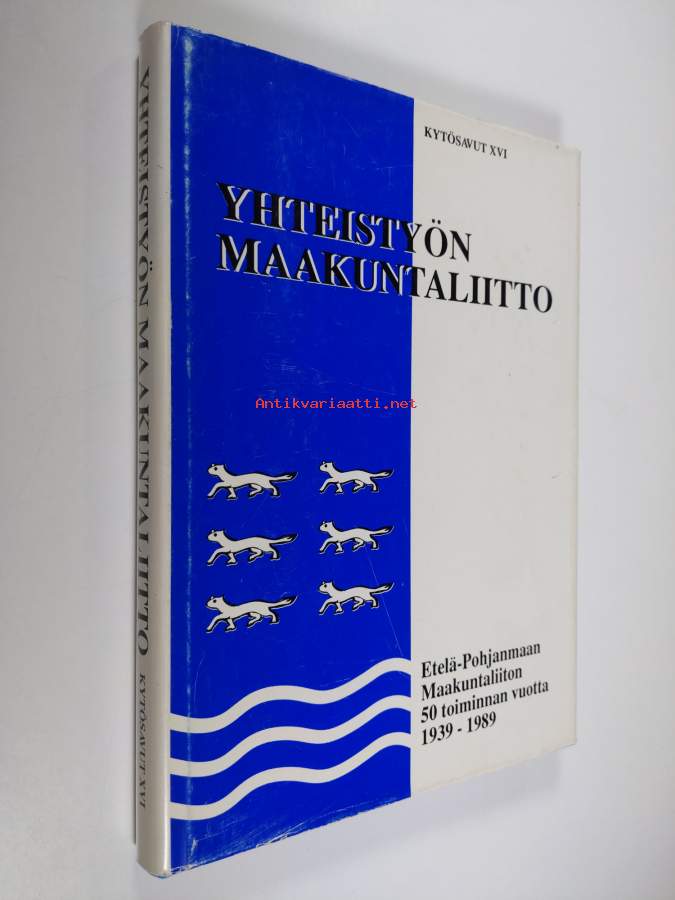 KYTÖSAVUT XVI
YHTEISTYÖN
MAAKUNTALIITTO
Antikvariaatti.net
Etelä-Pohjanmaan
Maakuntaliiton
50 toiminnan vuotta
1939 - 1989
YHTEISTYÖN MAAKUNTALIITTO KYTÖSAVUT XVI